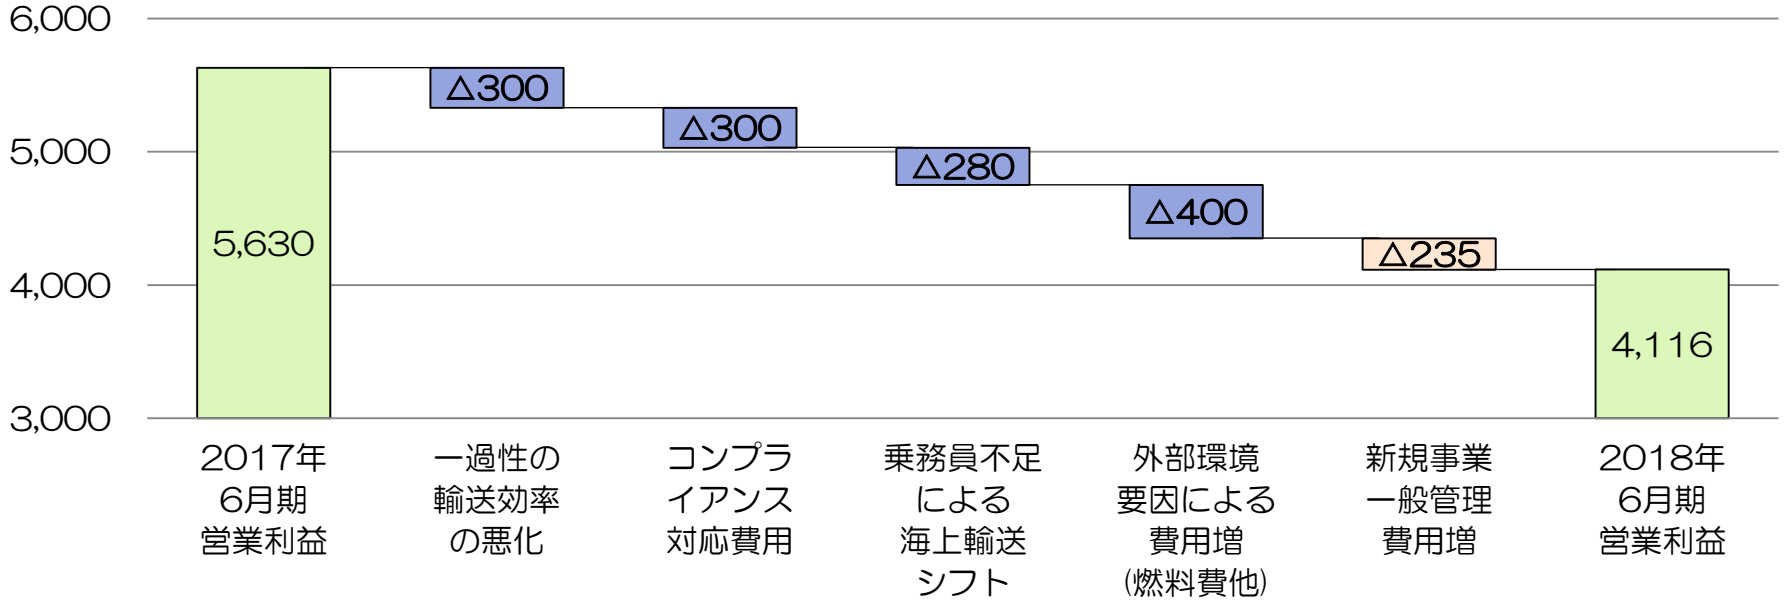 6,000
5,000
4,000
3,000
5,630
△300
△300
△280
△400
△235
4,116
2017年
6月期
営業利益
一過性の
輸送効率
の悪化
コンプラ
イアンス
対応費用
乗務員不足
による
海上輸送
シフト
外部環境
要因による
費用増
(燃料費他)
新規事業
一般管理
費用増
2018年
6月期
営業利益